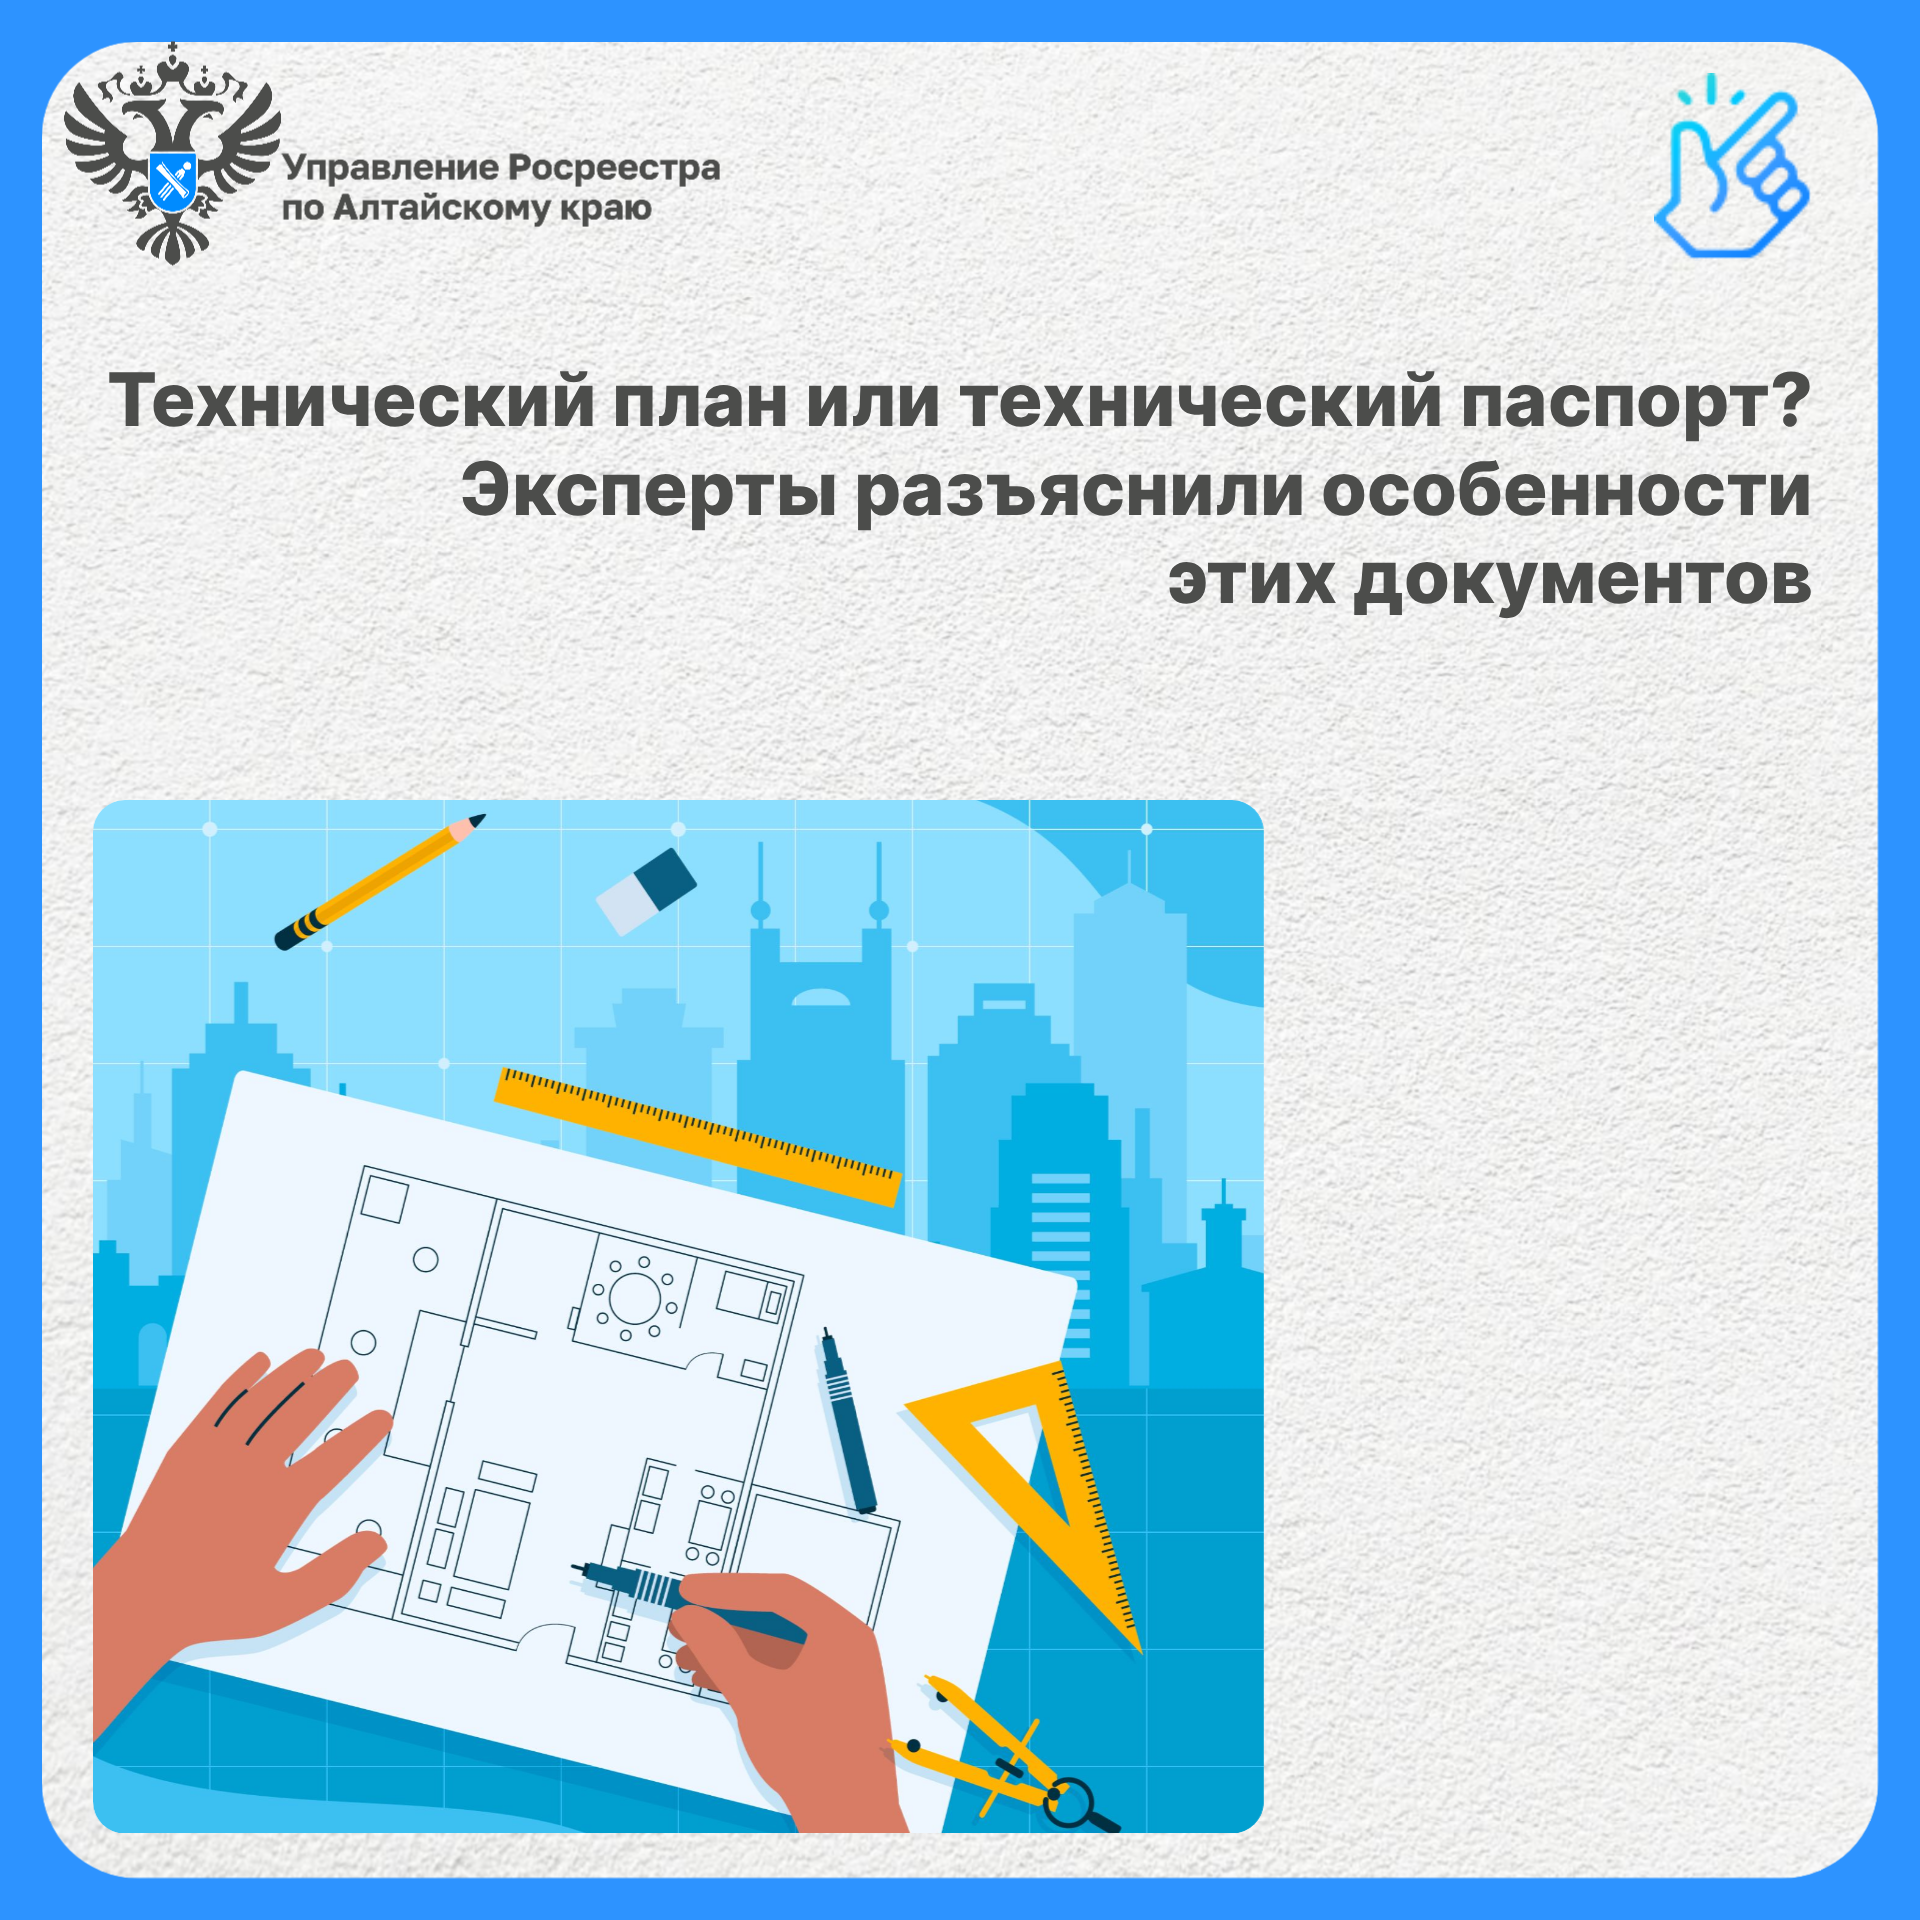 Управление Росреестра
по Алтайскому краю
Технический план или технический паспорт?
Эксперты разъяснили особенности
этих документов